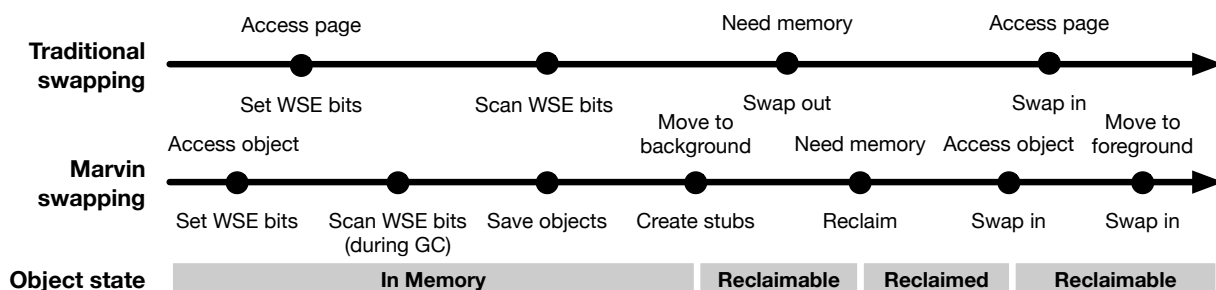 Access page
Need memory
Access page
Traditional
swapping
Set WSE bits
Scan WSE bits
Swap out
Swap in
Access object
Move to
background
Need memory
Access object
Move to
foreground
Marvin
swapping
Set WSE bits
Scan WSE bits
(during GC)
Save objects
Create stubs
Reclaim
Swap in
Swap in
Object state
In Memory
Reclaimable
Reclaimed
Reclaimable